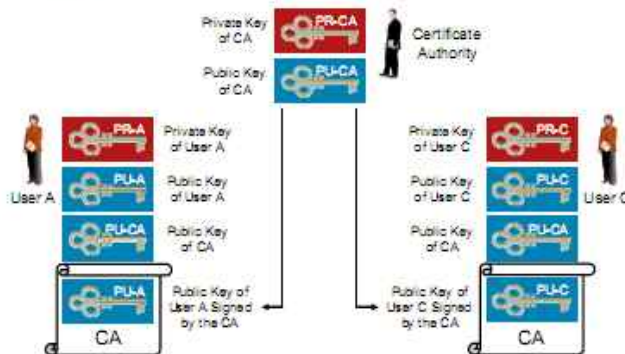 Private Key
of CA
PR-CA
Certificate
Authority
Public Key
of CA
PU-CA
PR-A
Private Key
of User A
User A
PU-A
Public Key
of User A
PU-CA
Public Key
of CA
PU-A
Public Key of
User A Signed
by the CA
CA
Private Key
of User C
PR-C
Public Key
of User C
PU-C
User C
Public Key
of CA
PU-CA
Public Key of
User C Signed
by the CA
PU-C
CA